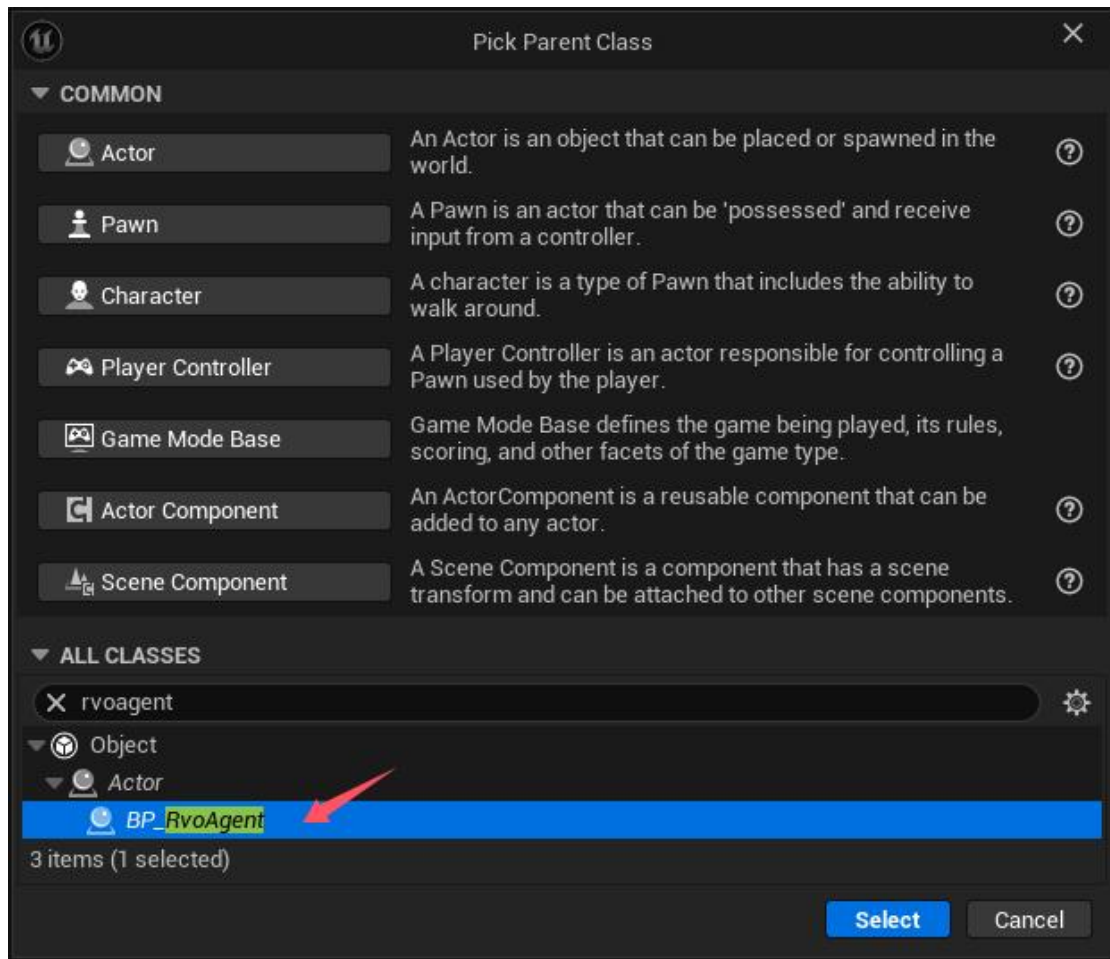 Pick Parent Class
COMMON
Actor
An Actor is an object that can be placed or spawned in the
world.
Pawn
A Pawn is an actor that can be 'possessed' and receive
input from a controller.
Character
A character is a type of Pawn that includes the ability to
walk around.
Player Controller
A Player Controller is an actor responsible for controlling a
Pawn used by the player.
Game Mode Base
Game Mode Base defines the game being played, its rules,
scoring, and other facets of the game type.
Actor Component
An ActorComponent is a reusable component that can be
added to any actor.
Scene Component
A Scene Component is a component that has a scene
transform and can be attached to other scene components.
ALL CLASSES
rvoagent
Object
Actor
BP_RvoAgent
3 items (1 selected)
Select
Cancel